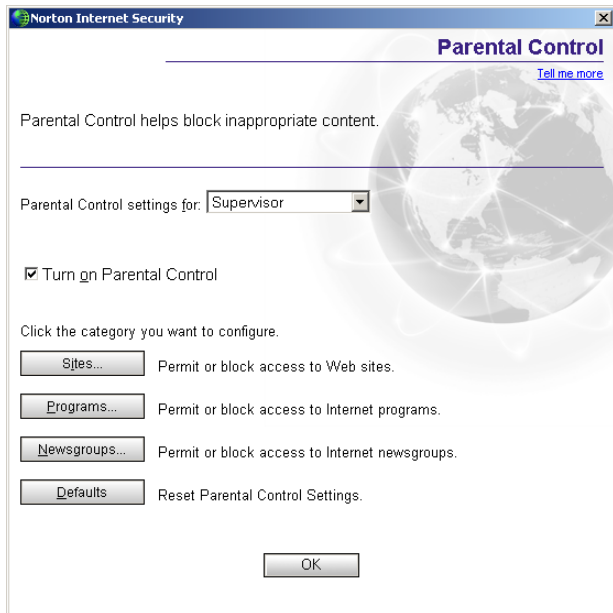 Norton Internet Security
Parental Control
Tell me more
Parental Control helps block inappropriate content.
Parental Control settings for: Supervisor
Turn on Parental Control
Click the category you want to configure.
Sites... Permit or block access to Web sites.
Programs... Permit or block access to Internet programs.
Newsgroups... Permit or block access to Internet newsgroups.
Defaults Reset Parental Control Settings.
OK